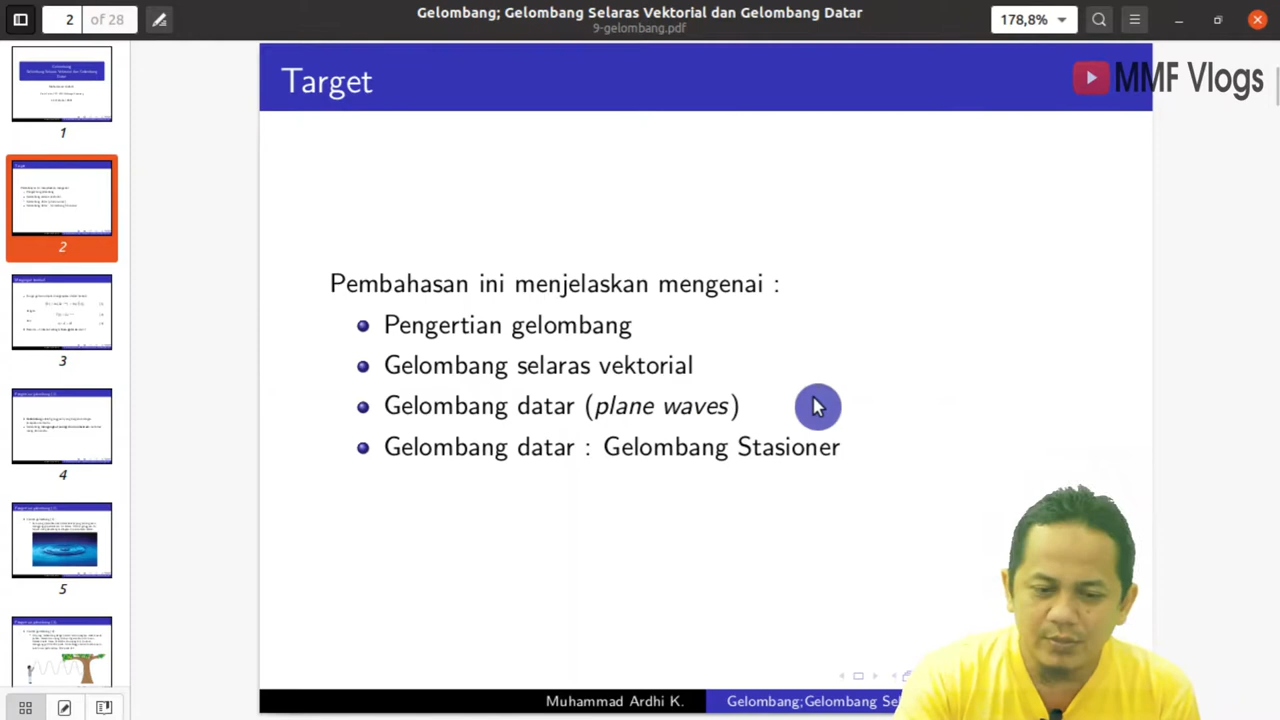 2 of 28
Gelombang; Gelombang Selaras Vektorial dan Gelombang Datar
9-gelombang.pdf
178,8%
MMF Vlogs
Target
Pembahasan ini menjelaskan mengenai :
Pengertian gelombang
Gelombang selaras vektorial
Gelombang datar (plane waves)
Gelombang datar : Gelombang Stasioner
Muhammad Ardhi K.
Gelombang;Gelombang Sel
1
2
3
4
5